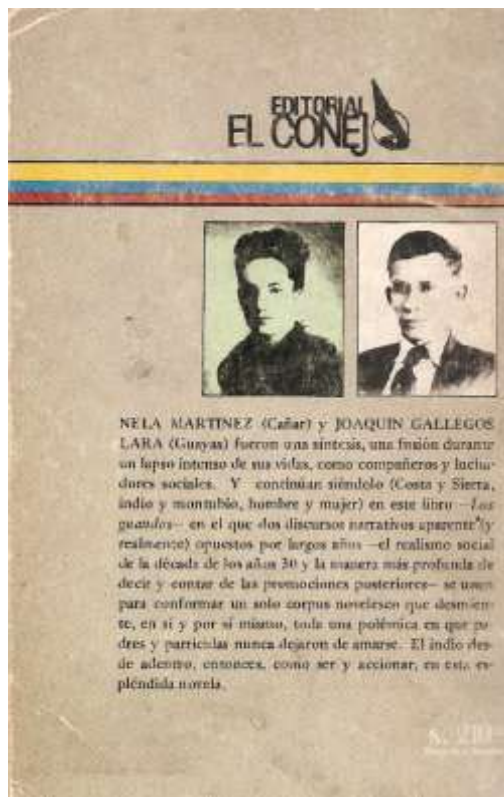 EDITORIAL
EL CONEJO
NELA MARTINEZ (Cañar) y JOAQUIN GALLEGOS
LARA (Guayas) fueron una síntesis, una fusión durante
un lapso intenso de sus vidas, como compañeros y lucha-
dores sociales. Y continúan siéndolo (Costa y Sierra,
indio y montubio, hombre y mujer) en este libro —Los
guandos— en el que dos discursos narrativos aparente (y
realmente) opuestos por largos años —el realismo social
de la década de los años 30 y la manera más profunda de
decir y contar de las promociones posteriores— se unen
para conformar un solo corpus novelesco que desmien-
te, en sí y por sí mismo, toda una polémica en que pa-
dres y parricidas nunca dejaron de amarse. El indio des-
de adentro, entonces, como ser y accionar, en esta es-
pléndida novela.
S/. 210